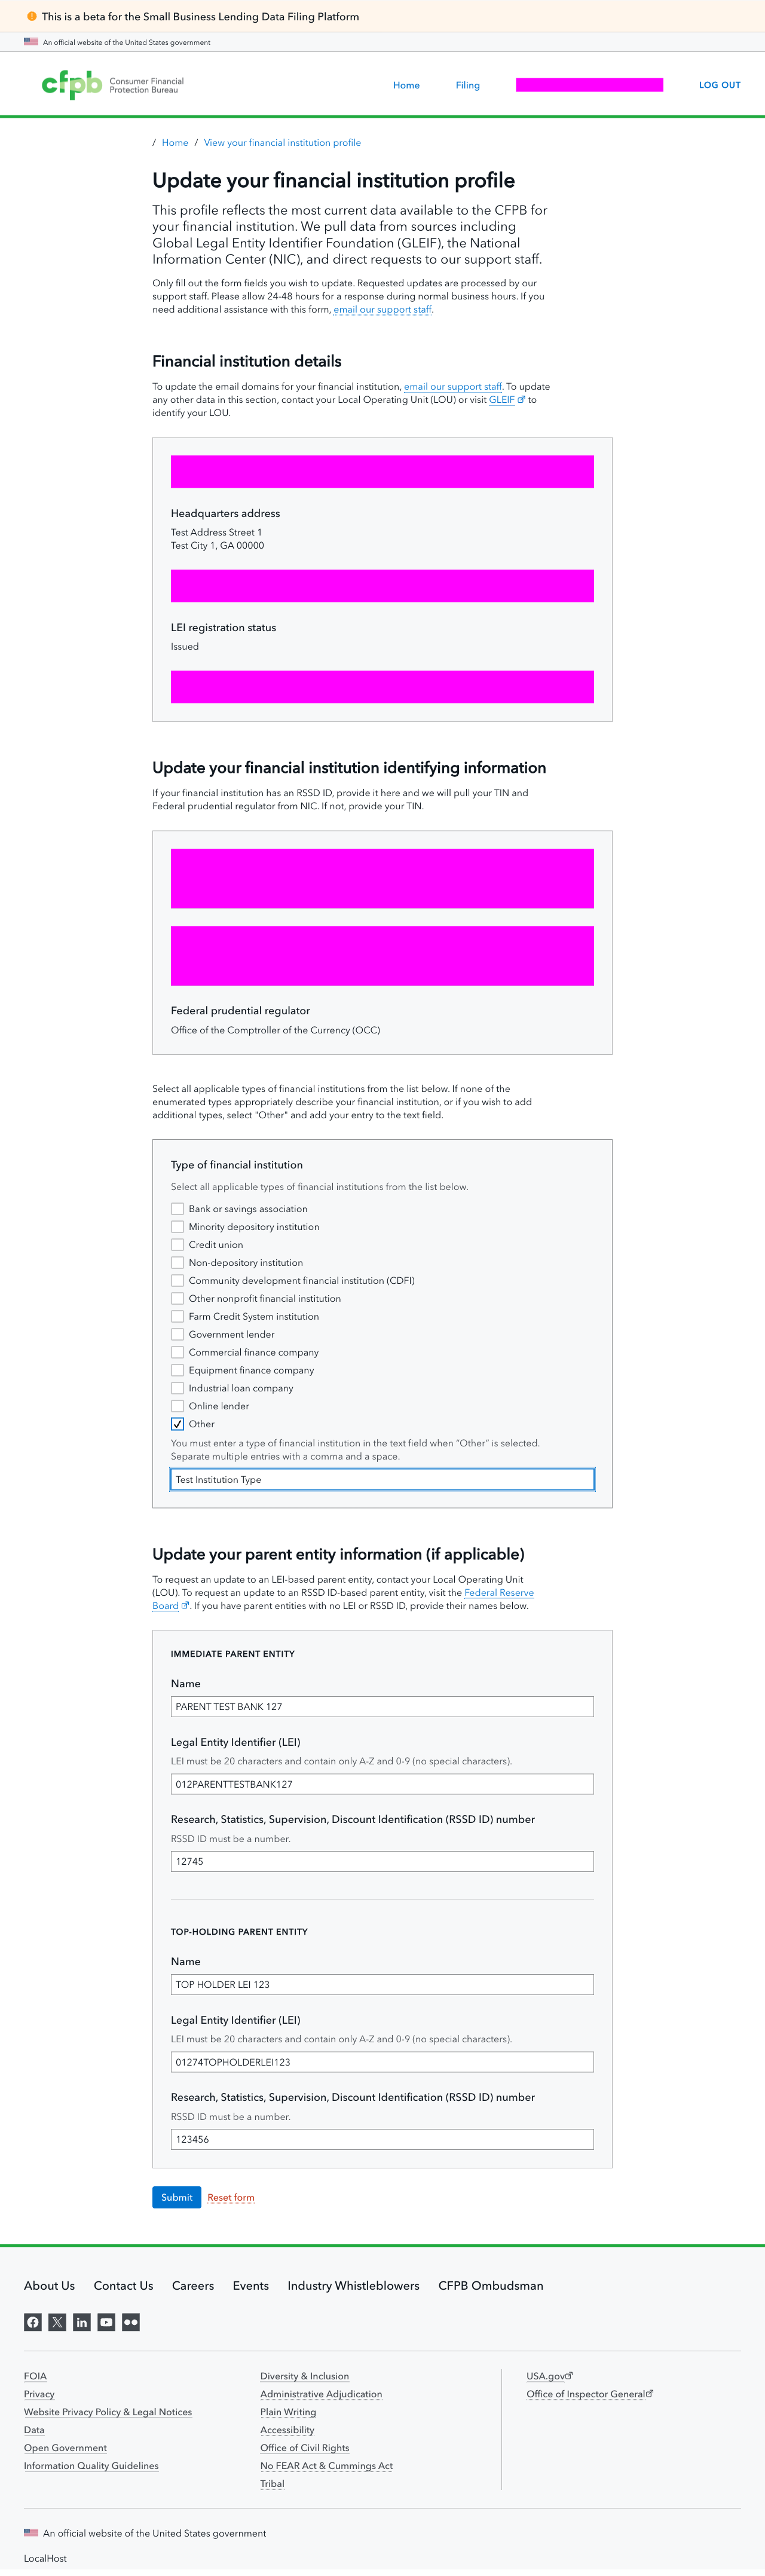 This is a beta for the Small Business Lending Data Filing Platform
An official website of the United States government
cfpb Consumer Financial
Protection Bureau
Home
Filing
LOG OUT
/ Home / View your financial institution profile
Update your financial institution profile
This profile reflects the most current data available to the CFPB for
your financial institution. We pull data from sources including
Global Legal Entity Identifier Foundation (GLEIF), the National
Information Center (NIC), and direct requests to our support staff.
Only fill out the form fields you wish to update. Requested updates are processed by our
support staff. Please allow 24-48 hours for a response during normal business hours. If you
need additional assistance with this form, email our support staff.
Financial institution details
To update the email domains for your financial institution, email our support staff. To update
any other data in this section, contact your Local Operating Unit (LOU) or visit GLEIF to
identify your LOU.
Headquarters address
Test Address Street 1
Test City 1, GA 00000
LEI registration status
Issued
Update your financial institution identifying information
If your financial institution has an RSSD ID, provide it here and we will pull your TIN and
Federal prudential regulator from NIC. If not, provide your TIN.
Federal prudential regulator
Office of the Comptroller of the Currency (OCC)
Select all applicable types of financial institutions from the list below. If none of the
enumerated types appropriately describe your financial institution, or if you wish to add
additional types, select "Other" and add your entry to the text field.
Type of financial institution
Select all applicable types of financial institutions from the list below.
Bank or savings association
Minority depository institution
Credit union
Non-depository institution
Community development financial institution (CDFI)
Other nonprofit financial institution
Farm Credit System institution
Government lender
Commercial finance company
Equipment finance company
Industrial loan company
Online lender
Other
You must enter a type of financial institution in the text field when "Other" is selected.
Separate multiple entries with a comma and a space.
Test Institution Type
Update your parent entity information (if applicable)
To request an update to an LEI-based parent entity, contact your Local Operating Unit
(LOU). To request an update to an RSSD ID-based parent entity, visit the Federal Reserve
Board. If you have parent entities with no LEI or RSSD ID, provide their names below.
IMMEDIATE PARENT ENTITY
Name
PARENT TEST BANK 127
Legal Entity Identifier (LEI)
LEI must be 20 characters and contain only A-Z and 0-9 (no special characters).
012PARENTTESTBANK127
Research, Statistics, Supervision, Discount Identification (RSSD ID) number
RSSD ID must be a number.
12745
TOP-HOLDING PARENT ENTITY
Name
TOP HOLDER LEI 123
Legal Entity Identifier (LEI)
LEI must be 20 characters and contain only A-Z and 0-9 (no special characters).
01274TOPHOLDERLEI123
Research, Statistics, Supervision, Discount Identification (RSSD ID) number
RSSD ID must be a number.
123456
Submit Reset form
About Us Contact Us Careers Events Industry Whistleblowers CFPB Ombudsman
FOIA
Privacy
Website Privacy Policy & Legal Notices
Data
Open Government
Information Quality Guidelines
Diversity & Inclusion
Administrative Adjudication
Plain Writing
Accessibility
Office of Civil Rights
No FEAR Act & Cummings Act
Tribal
USA.gov
Office of Inspector General
An official website of the United States government
LocalHost